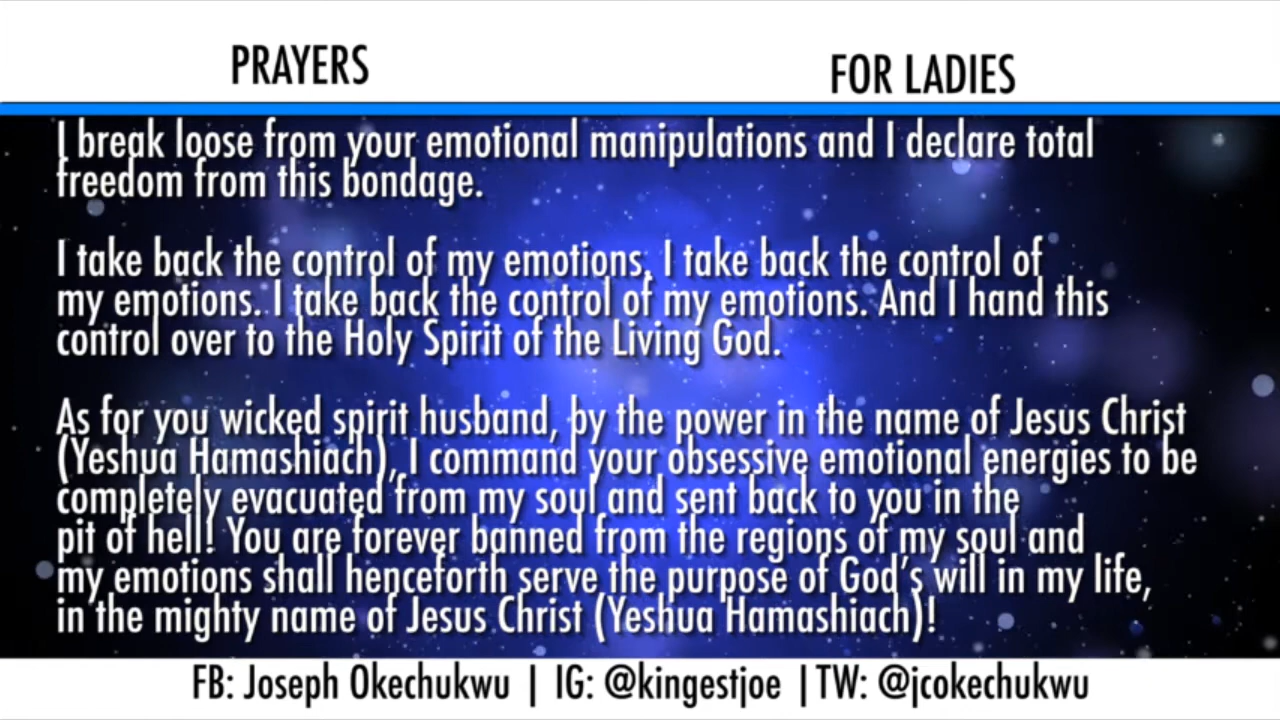 PRAYERS
FOR LADIES
I break loose from your emotional manipulations and I declare total
freedom from this bondage.
I take back the control of my emotions. I take back the control of
my emotions. I take back the control of my emotions. And I hand this
control over to the Holy Spirit of the Living God.
As for you wicked spirit husband, by the power in the name of Jesus Christ
(Yeshua Hamashiach), I command your obsessive emotional energies to be
completely evacuated from my soul and sent back to you in the
pit of hell! You are forever banned from the regions of my soul and
my emotions shall henceforth serve the purpose of God's will in my life,
in the mighty name of Jesus Christ (Yeshua Hamashiach)!
FB: Joseph Okechukwu | IG: @kingestjoe | TW: @jcokechukwu